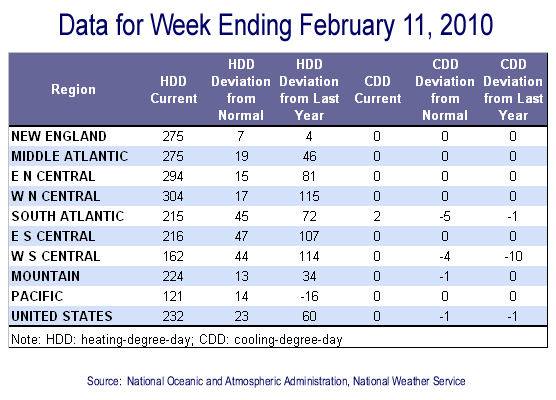 Data for Week Ending February 11, 2010
Region HDD Current HDD Deviation from Normal HDD Deviation from Last Year CDD Current CDD Deviation from Normal CDD Deviation from Last Year
NEW ENGLAND 275 7 4 0 0 0
MIDDLE ATLANTIC 275 19 46 0 0 0
E N CENTRAL 294 15 81 0 0 0
W N CENTRAL 304 17 115 0 0 0
SOUTH ATLANTIC 215 45 72 2 -5 -1
E S CENTRAL 216 47 107 0 0 0
W S CENTRAL 162 44 114 0 -4 -10
MOUNTAIN 224 13 34 0 -1 0
PACIFIC 121 14 -16 0 0 0
UNITED STATES 232 23 60 0 -1 -1
Note: HDD: heating-degree-day; CDD: cooling-degree-day
Source: National Oceanic and Atmospheric Administration, National Weather Service